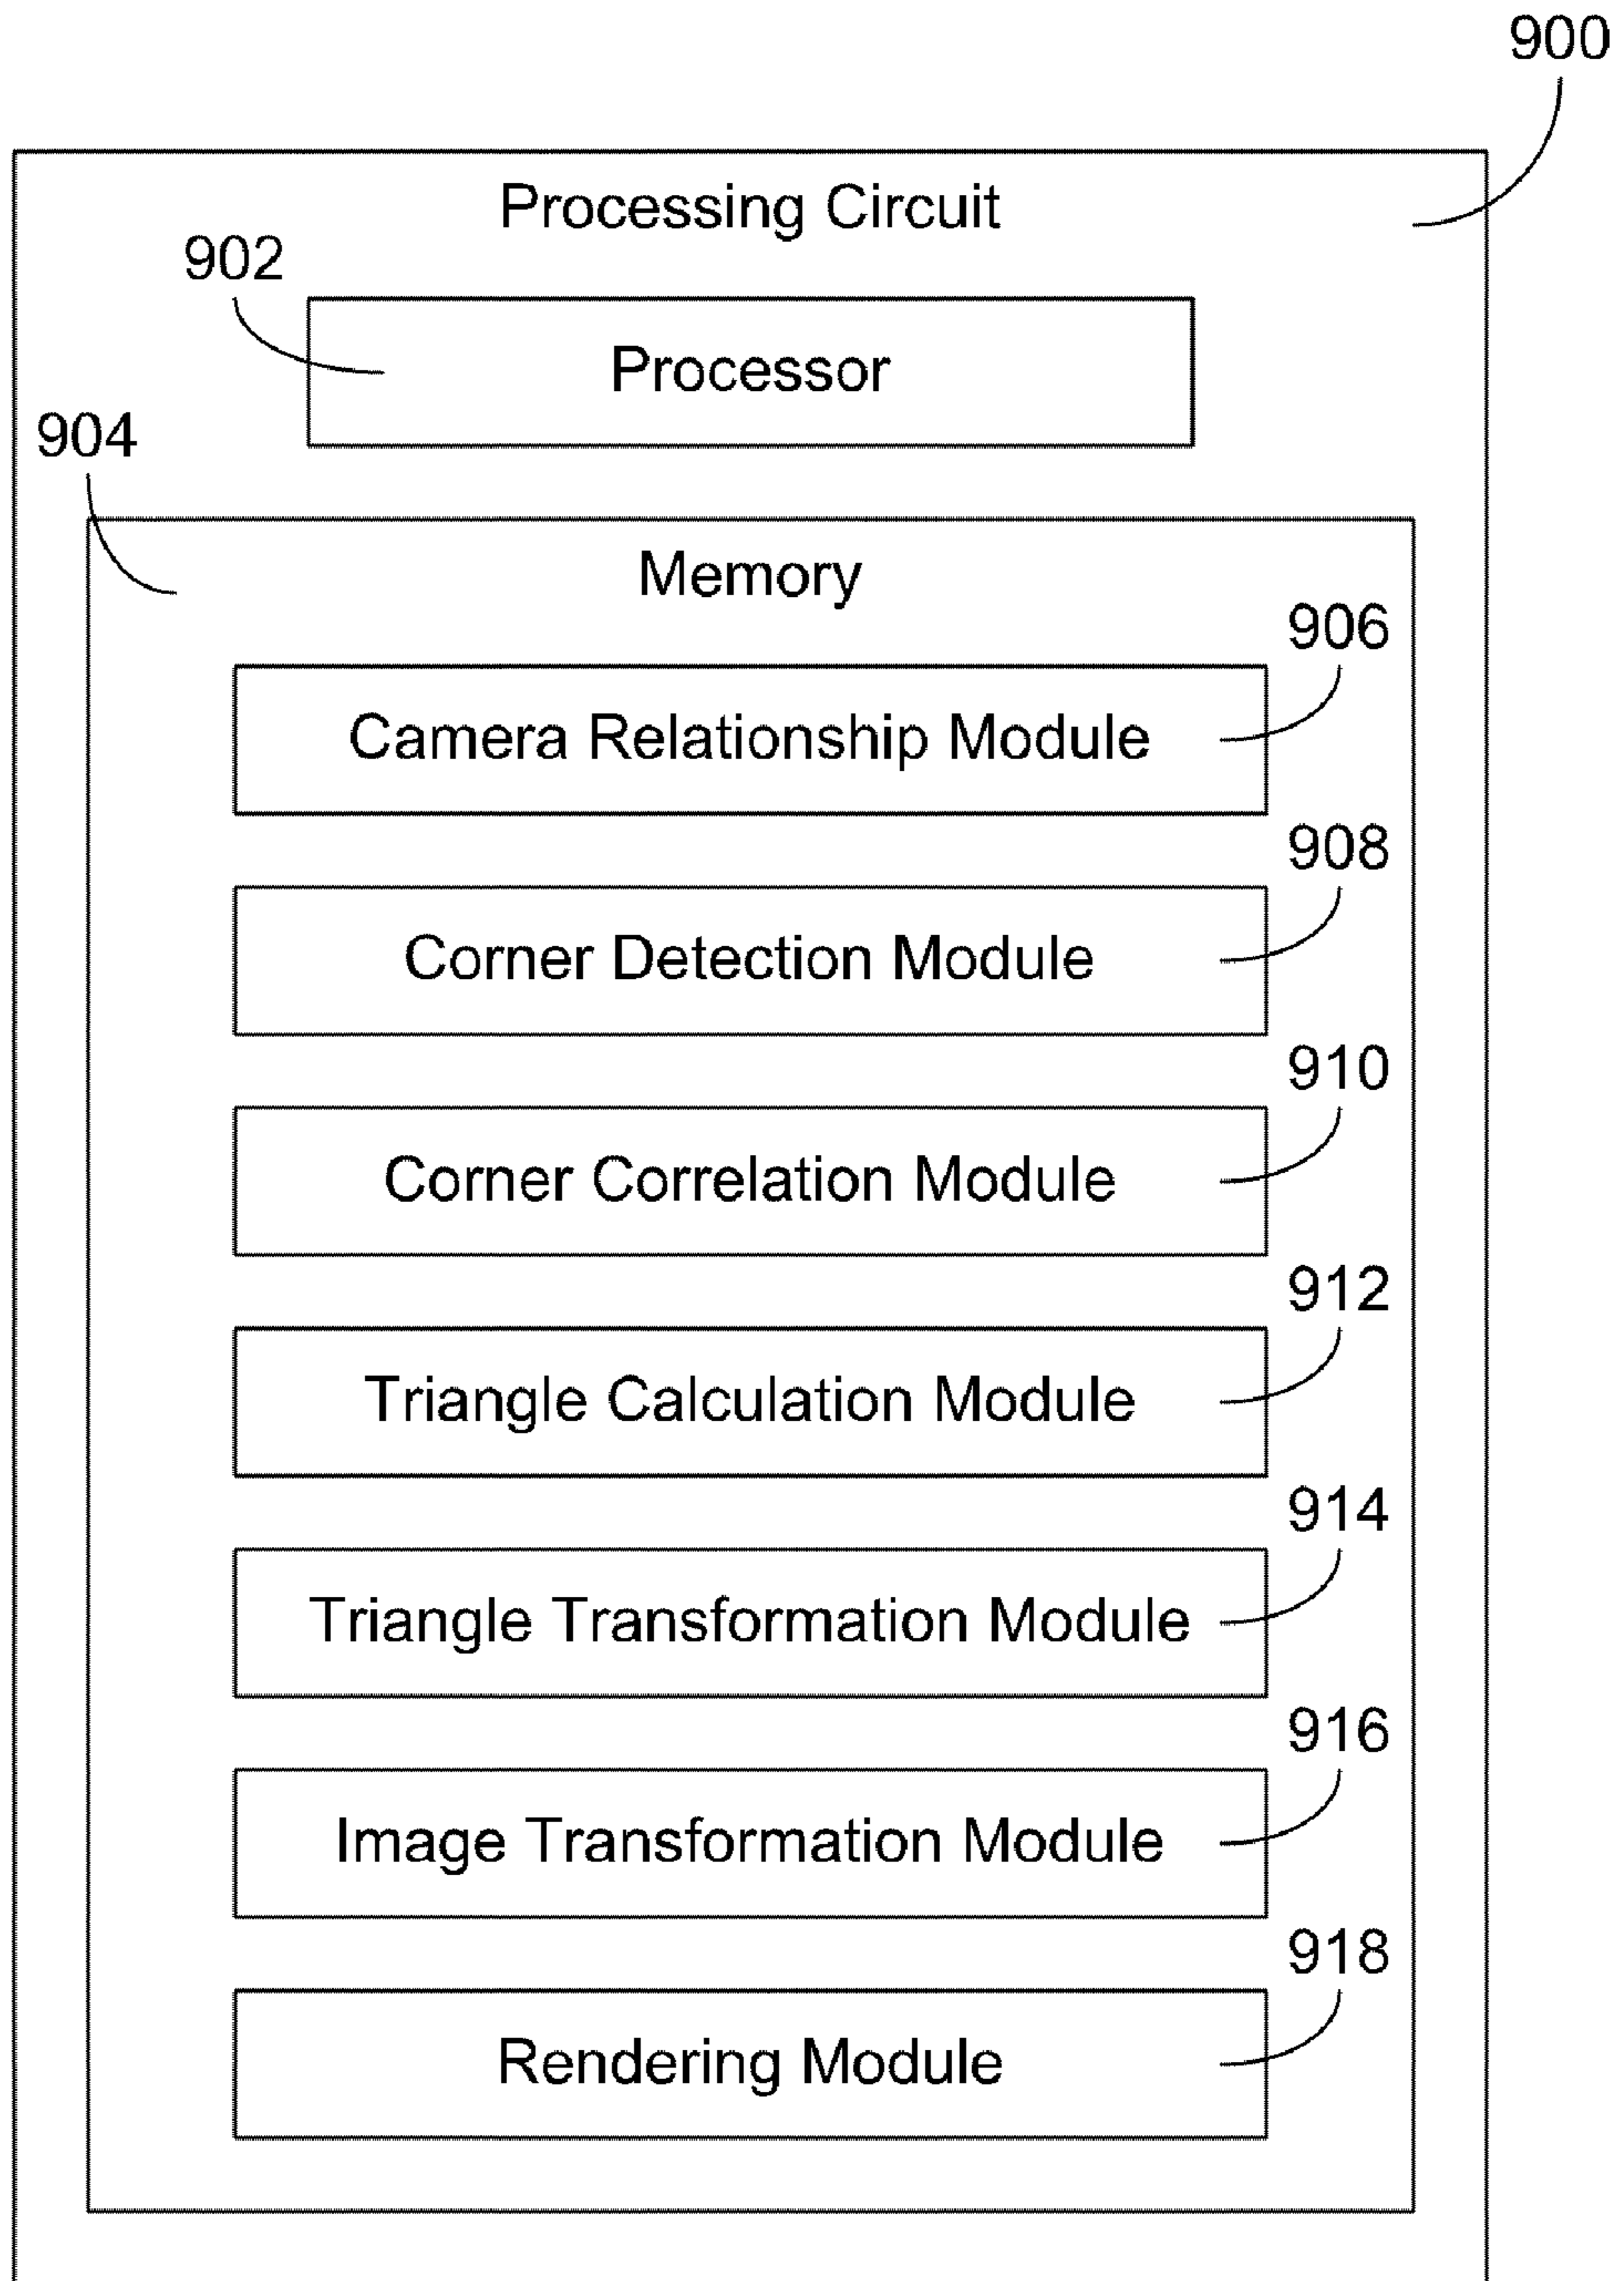 900
Processing Circuit
902
Processor
904
Memory
906
Camera Relationship Module
908
Corner Detection Module
910
Corner Correlation Module
912
Triangle Calculation Module
914
Triangle Transformation Module
916
Image Transformation Module
918
Rendering Module